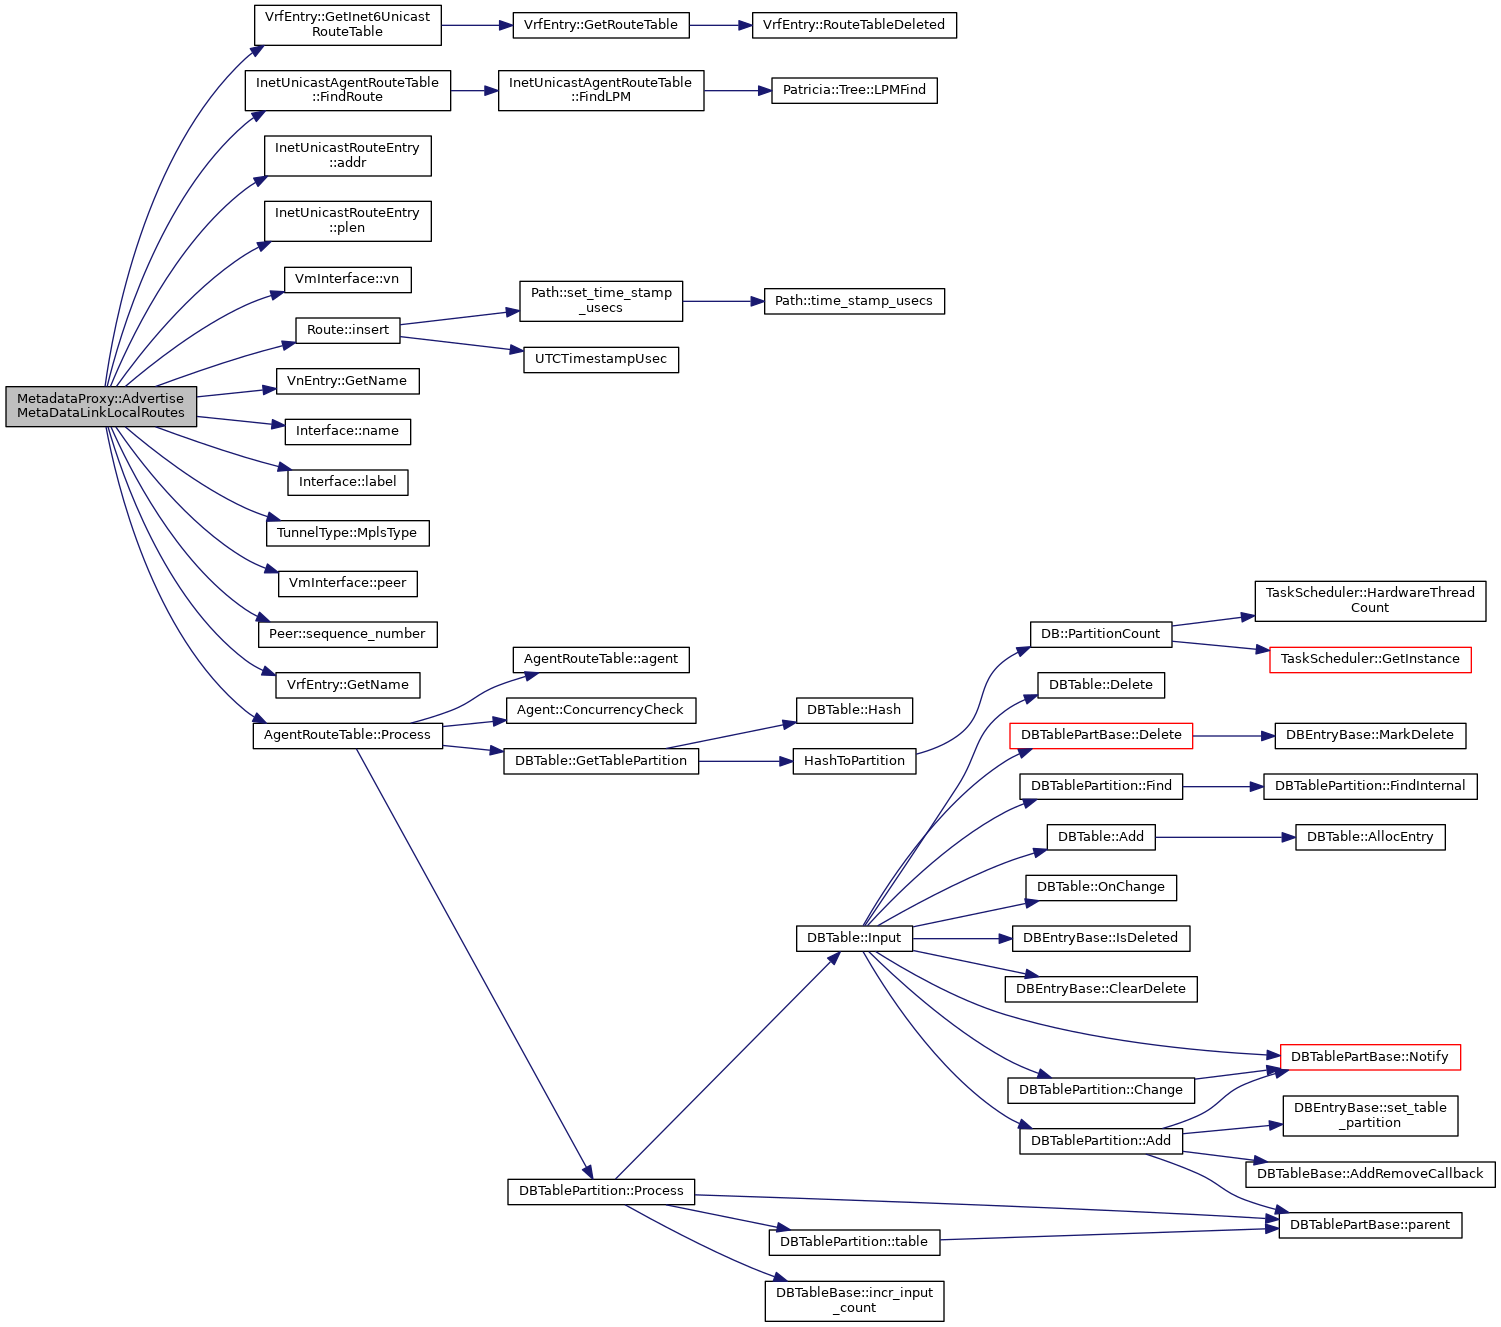 VrfEntry::GetInet6Unicast
RouteTable
VrfEntry::GetRouteTable
VrfEntry::RouteTableDeleted
InetUnicastAgentRouteTable
::FindRoute
InetUnicastAgentRouteTable
::FindLPM
Patricia::Tree::LPMFind
InetUnicastRouteEntry
::addr
InetUnicastRouteEntry
::plen
VmInterface::vn
Path::set_time_stamp
_usecs
Path::time_stamp_usecs
Route::insert
UTCTimestampUsec
VnEntry::GetName
MetadataProxy::Advertise
MetaDataLinkLocalRoutes
Interface::name
Interface::label
TunnelType::MplsType
VmInterface::peer
TaskScheduler::HardwareThread
Count
Peer::sequence_number
DB::PartitionCount
AgentRouteTable::agent
TaskScheduler::GetInstance
VrfEntry::GetName
DBTable::Delete
Agent::ConcurrencyCheck
DBTable::Hash
AgentRouteTable::Process
DBTablePartBase::Delete
DBEntryBase::MarkDelete
DBTable::GetTablePartition
HashToPartition
DBTablePartition::Find
DBTablePartition::FindInternal
DBTable::Add
DBTable::AllocEntry
DBTable::OnChange
DBTable::Input
DBEntryBase::IsDeleted
DBEntryBase::ClearDelete
DBTablePartBase::Notify
DBTablePartition::Change
DBEntryBase::set_table
_partition
DBTablePartition::Add
DBTableBase::AddRemoveCallback
DBTablePartition::Process
DBTablePartBase::parent
DBTablePartition::table
DBTableBase::incr_input
_count